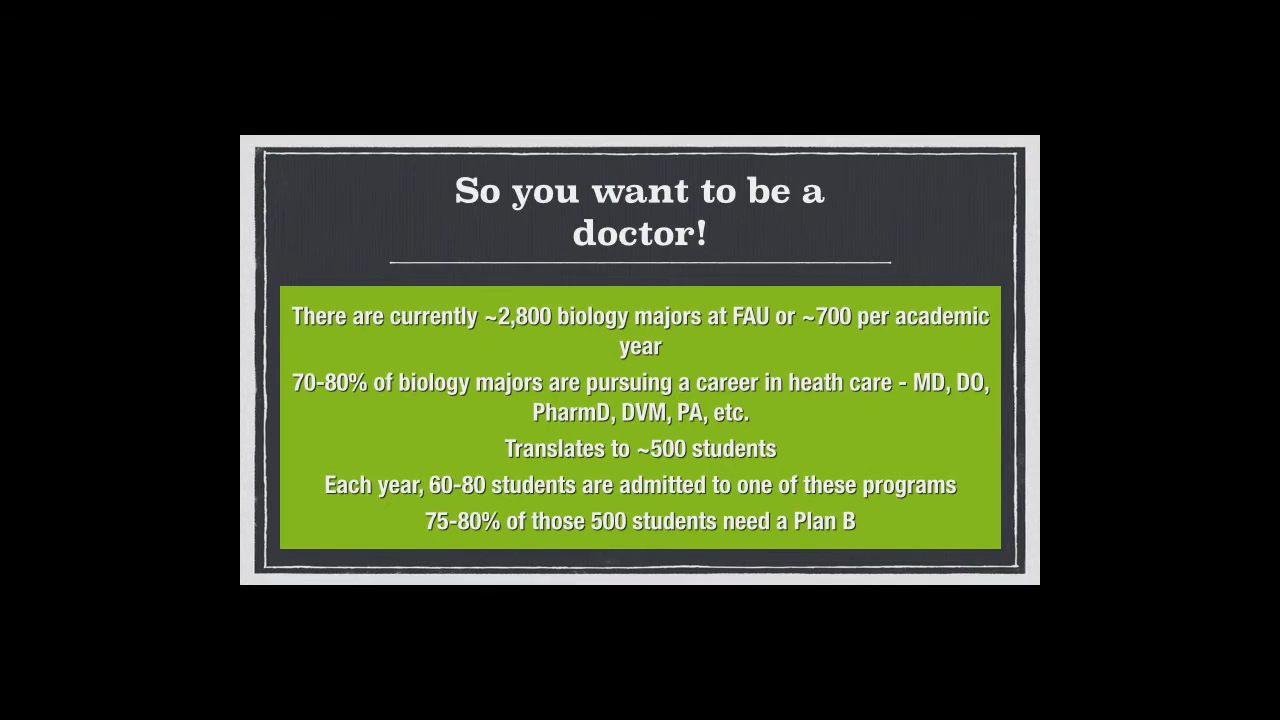 So you want to be a
doctor!
There are currently ~2,800 biology majors at FAU or ~700 per academic
year
70-80% of biology majors are pursuing a career in heath care - MD, DO,
PharmD, DVM, PA, etc.
Translates to ~500 students
Each year, 60-80 students are admitted to one of these programs
75-80% of those 500 students need a Plan B